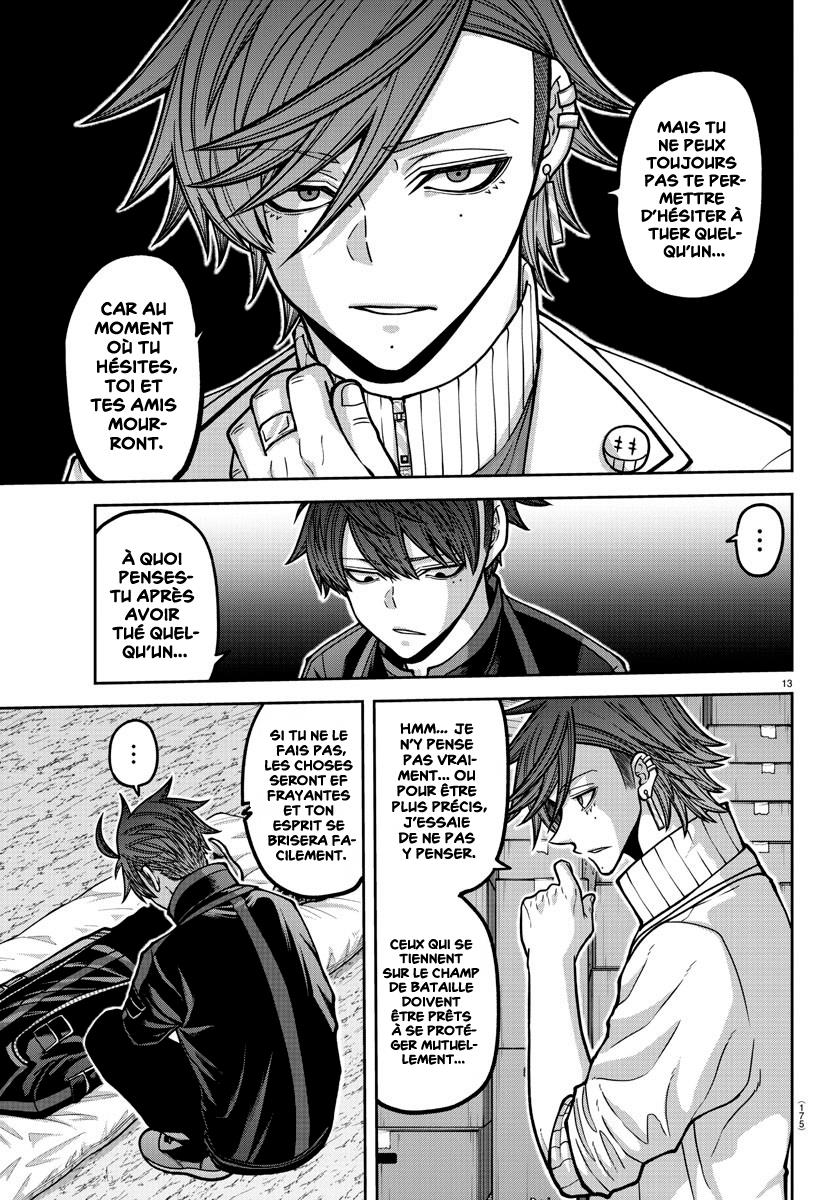 MAIS TU
NE PEUX
TOUJOURS
PAS TE PER-
METTRE
D'HÉSITER À
TUER QUEL-
QU'UN...
CAR AU
MOMENT
OÙ TU
HÉSITES,
TOI ET
TES AMIS
MOUR-
RONT.
...
À QUOI
PENSES-
TU APRÈS
AVOIR
TUÉ QUEL-
QU'UN...
13
HMM... JE
N'Y PENSE
PAS VRAI-
MENT... OU
POUR ÊTRE
PLUS PRÉCIS,
J'ESSAIE
DE NE PAS
Y PENSER.
CEUX QUI SE
TIENNENT
SUR LE CHAMP
DE BATAILLE
DOIVENT
ÊTRE PRÊTS
À SE PROTÉ-
GER MUTUEL-
LEMENT...
SI TU NE LE
FAIS PAS,
LES CHOSES
SERONT EF
FRAYANTES
ET TON
ESPRIT SE
BRISERA FA-
CILEMENT.
...
(175)